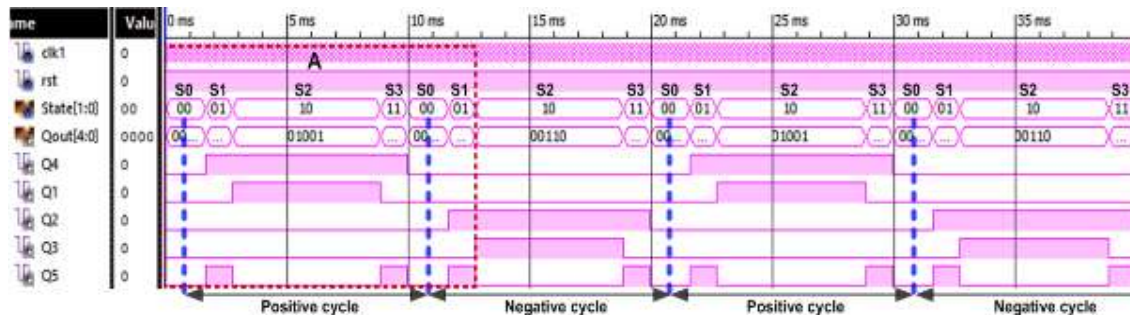 me Valu 0 ms 5 ms 10 ms 15 ms 20 ms 25 ms 30 ms 35 ms
clk1 0 A
rst 0
S0 S1 S2 S3 S0 S1 S2 S3 S0 S1 S2 S3 S0 S1 S2 S3
State[1:0] 00 00 01 10 11 00 01 10 11 00 01 10 11 00 01 10 11
Qout[4:0] 0000 00... ... 01001 ... 00... ... 00110 ... 00... ... 01001 ... 00... ... 00110 ...
Q4 0
Q1 0
Q2 0
Q3 0
Q5 0
Positive cycle Negative cycle Positive cycle Negative cycle